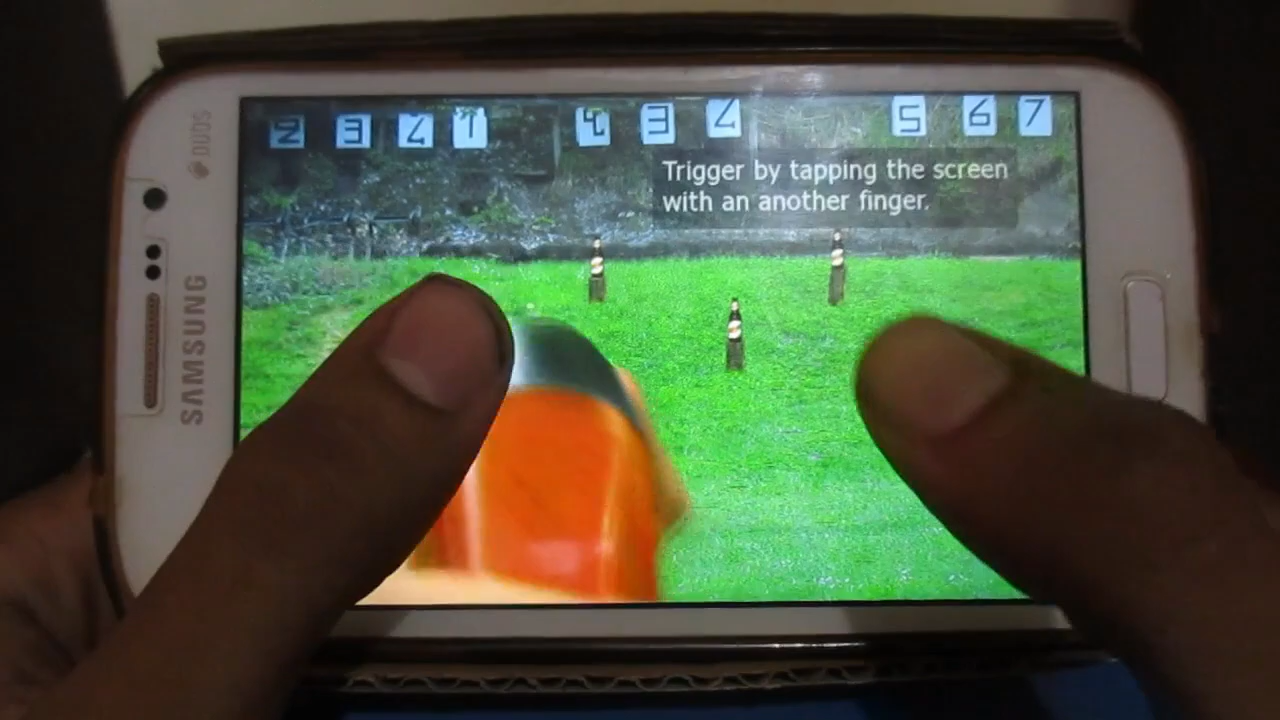 2 3 4 1 4 3 4 5 6 7
Trigger by tapping the screen
with an another finger.
SAMSUNG
DUOS